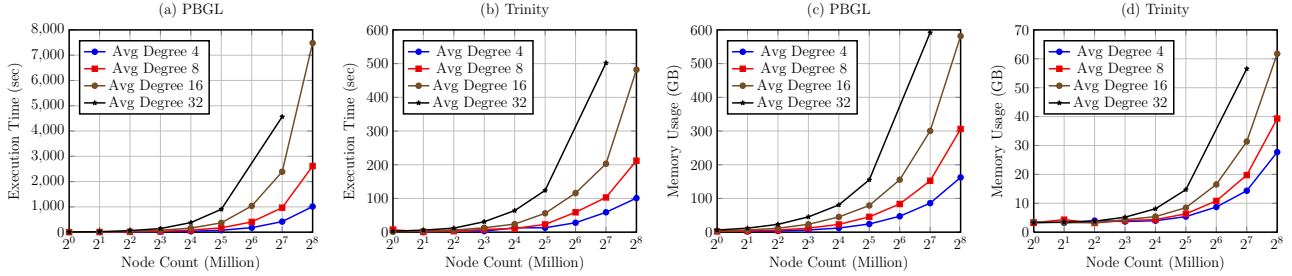 (a) PBGL
8,000
7,000
6,000
5,000
4,000
3,000
2,000
1,000
0
Execution Time (sec)
Avg Degree 4
Avg Degree 8
Avg Degree 16
Avg Degree 32
2^0 2^1 2^2 2^3 2^4 2^5 2^6 2^7 2^8
Node Count (Million)
(b) Trinity
600
500
400
300
200
100
0
Execution Time (sec)
Avg Degree 4
Avg Degree 8
Avg Degree 16
Avg Degree 32
2^0 2^1 2^2 2^3 2^4 2^5 2^6 2^7 2^8
Node Count (Million)
(c) PBGL
600
500
400
300
200
100
0
Memory Usage (GB)
Avg Degree 4
Avg Degree 8
Avg Degree 16
Avg Degree 32
2^0 2^1 2^2 2^3 2^4 2^5 2^6 2^7 2^8
Node Count (Million)
(d) Trinity
70
60
50
40
30
20
10
0
Memory Usage (GB)
Avg Degree 4
Avg Degree 8
Avg Degree 16
Avg Degree 32
2^0 2^1 2^2 2^3 2^4 2^5 2^6 2^7 2^8
Node Count (Million)